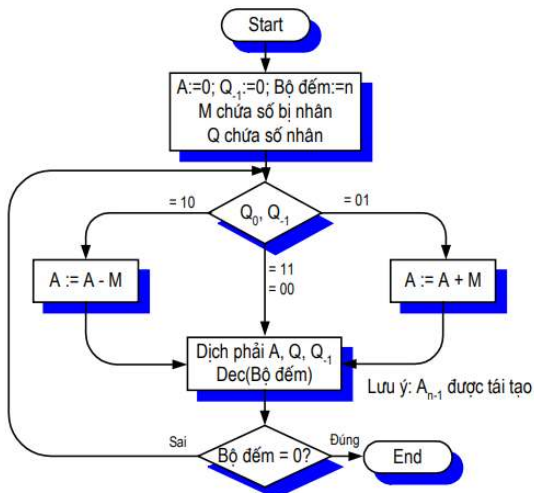 Start
A:=0; Q-1:=0; Bộ đếm:=n
M chứa số bị nhân
Q chứa số nhân
= 10
Q0, Q-1
= 01
A := A - M
= 11
= 00
A := A + M
Dịch phải A, Q, Q-1
Dec(Bộ đếm)
Lưu ý: An-1 được tái tạo
Sai
Bộ đếm = 0?
Đúng
End